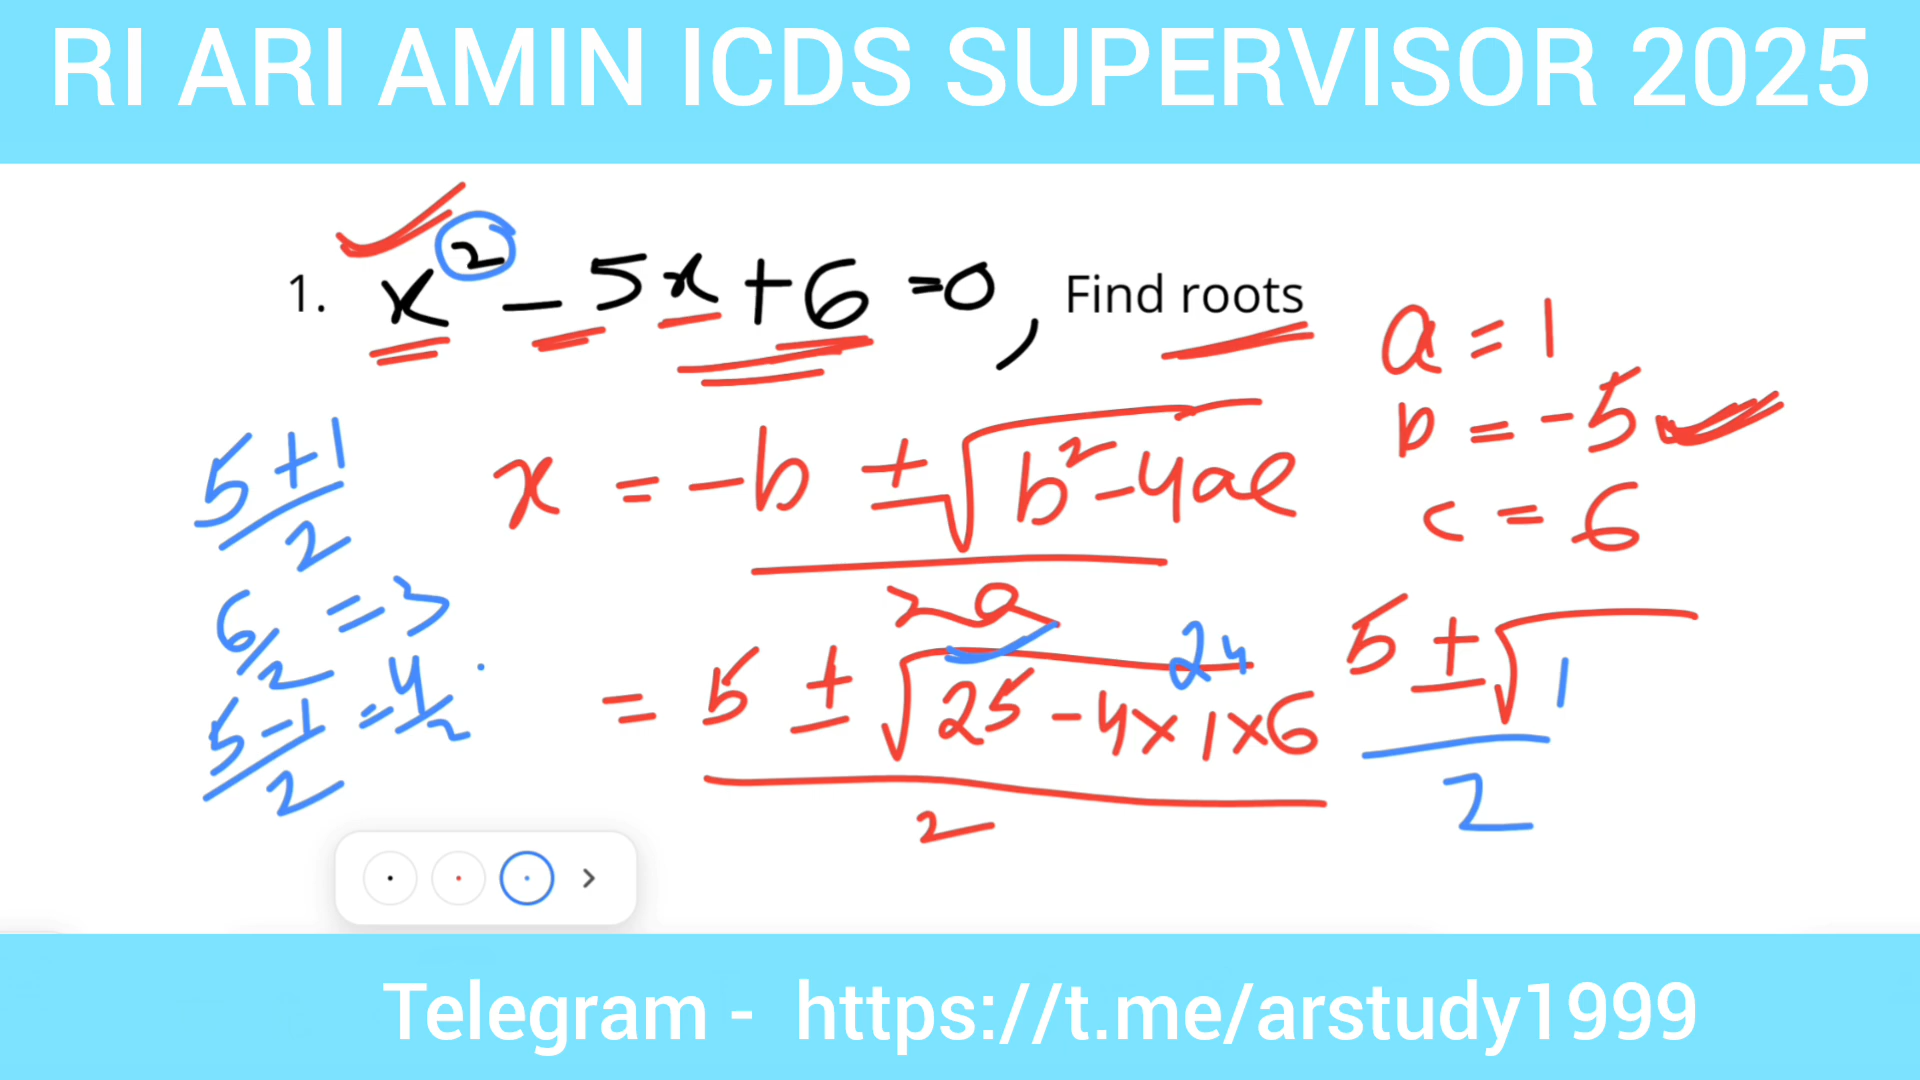 RI ARI AMIN ICDS SUPERVISOR 2025
1. x² - 5x + 6 = 0, Find roots
a = 1
b = -5
c = 6
x = -b ± √b² - 4ac
2a
= 5 ± √25 - 4 × 1 × 6
24
2
5 ± √1
2
5 + 1
2
6/2 = 3
5 - 1 = 4/2
2
Telegram - https://t.me/arstudy1999